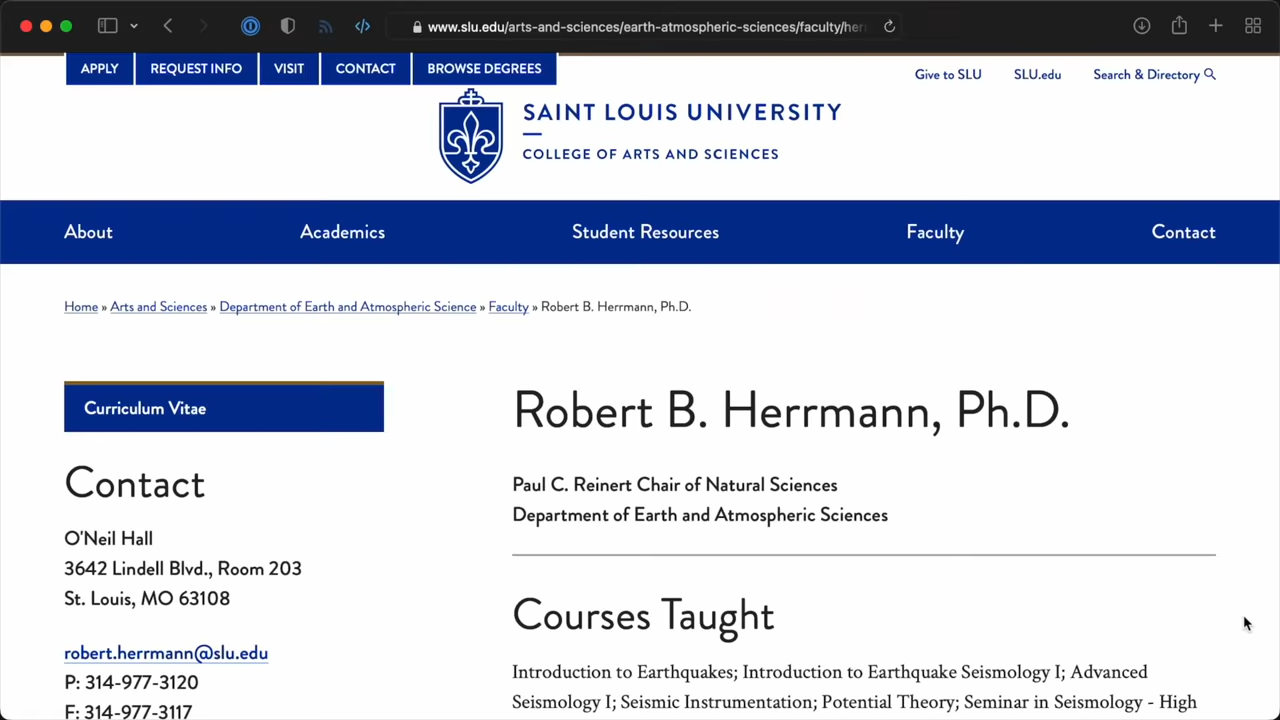 www.slu.edu/arts-and-sciences/earth-atmospheric-sciences/faculty/her
APPLY REQUEST INFO VISIT CONTACT BROWSE DEGREES
Give to SLU SLU.edu Search & Directory
SAINT LOUIS UNIVERSITY
COLLEGE OF ARTS AND SCIENCES
About Academics Student Resources Faculty Contact
Home » Arts and Sciences » Department of Earth and Atmospheric Science » Faculty » Robert B. Herrmann, Ph.D.
Curriculum Vitae
Contact
O'Neil Hall
3642 Lindell Blvd., Room 203
St. Louis, MO 63108
robert.herrmann@slu.edu
P: 314-977-3120
F: 314-977-3117
Robert B. Herrmann, Ph.D.
Paul C. Reinert Chair of Natural Sciences
Department of Earth and Atmospheric Sciences
Courses Taught
Introduction to Earthquakes; Introduction to Earthquake Seismology I; Advanced
Seismology I; Seismic Instrumentation; Potential Theory; Seminar in Seismology - High